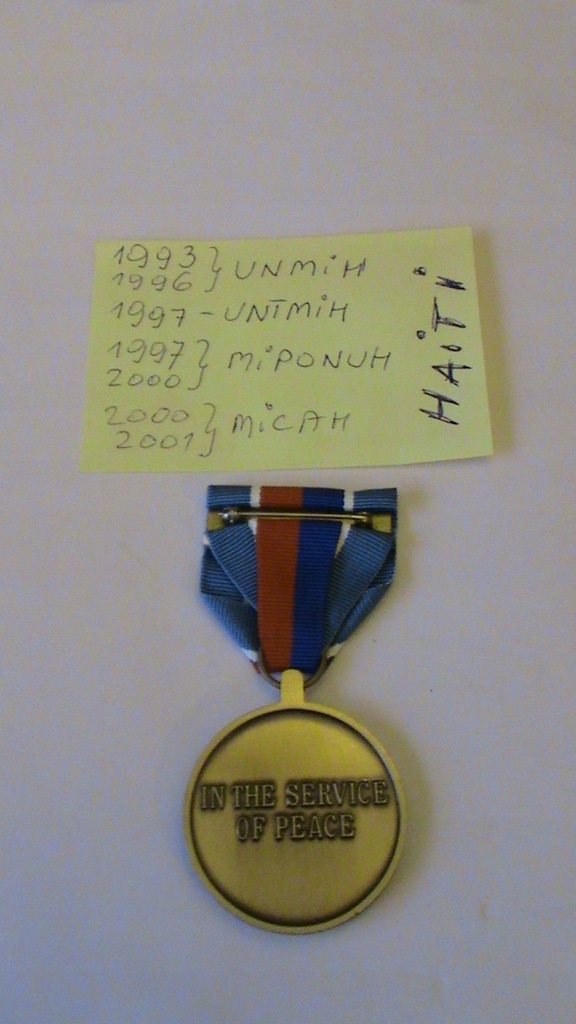 1993 } UNMiH
1996
1997 - UNTMiH
1997 } MiPONUH
2000
2000 } MiCAH
2001
HAiTi
IN THE SERVICE
OF PEACE